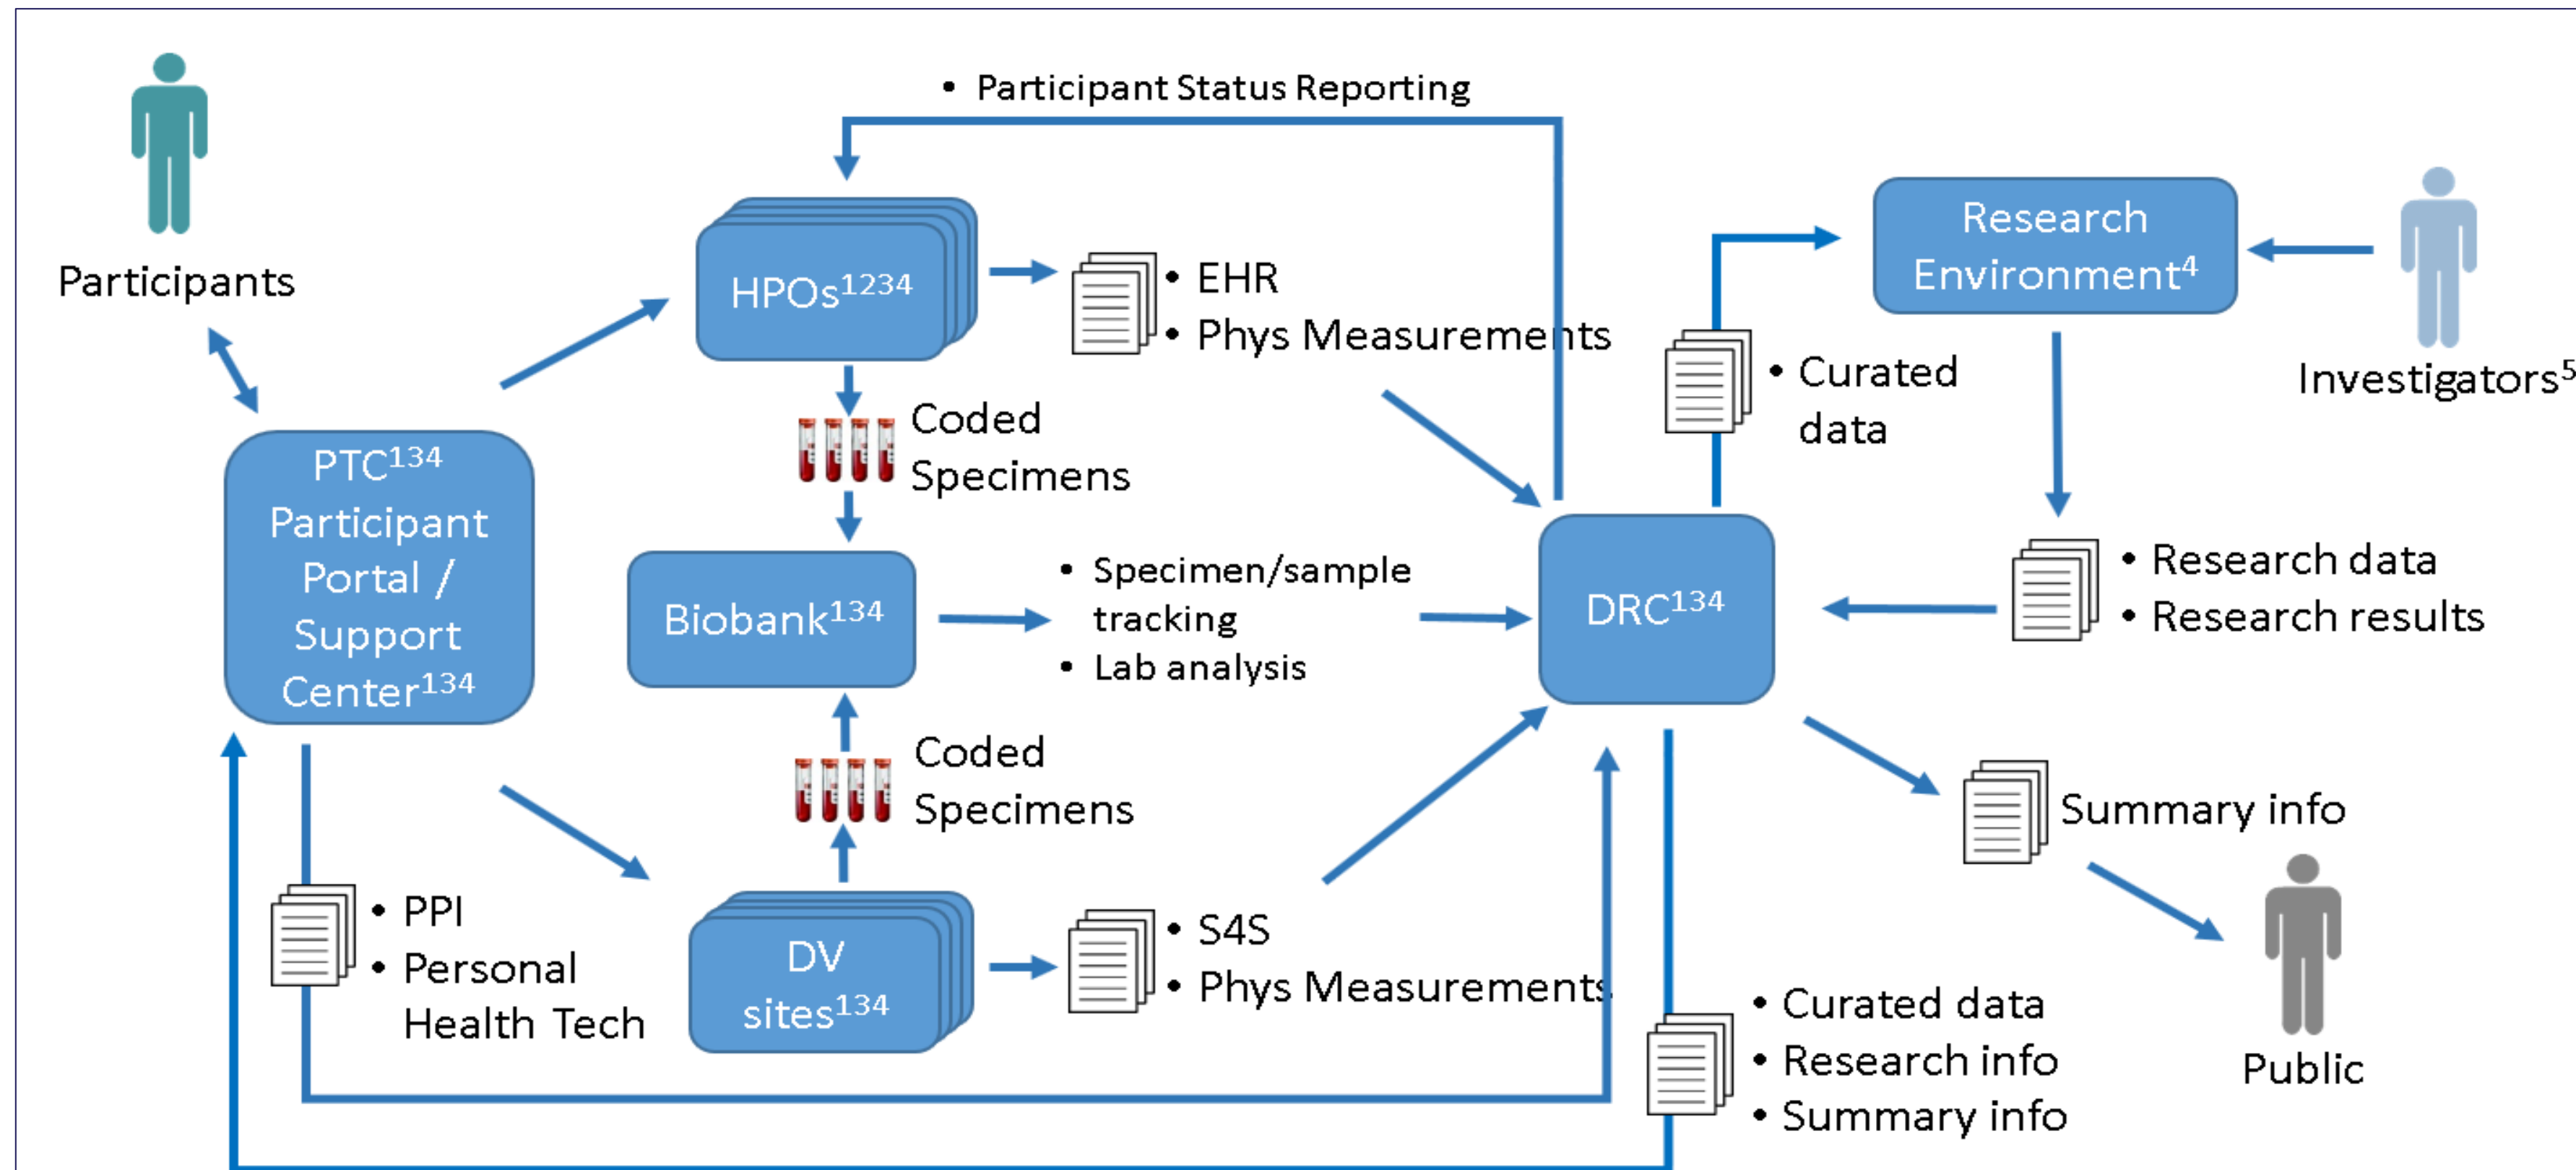 • Participant Status Reporting
Participants
HPOs¹²³⁴
• EHR
• Phys Measurements
Research
Environment⁴
Investigators⁵
• Curated
data
Coded
Specimens
PTC¹³⁴
Participant
Portal /
Support
Center¹³⁴
Biobank¹³⁴
• Specimen/sample
tracking
• Lab analysis
DRC¹³⁴
• Research data
• Research results
Coded
Specimens
Summary info
• PPI
• Personal
Health Tech
DV
sites¹³⁴
• S4S
• Phys Measurements
• Curated data
• Research info
• Summary info
Public